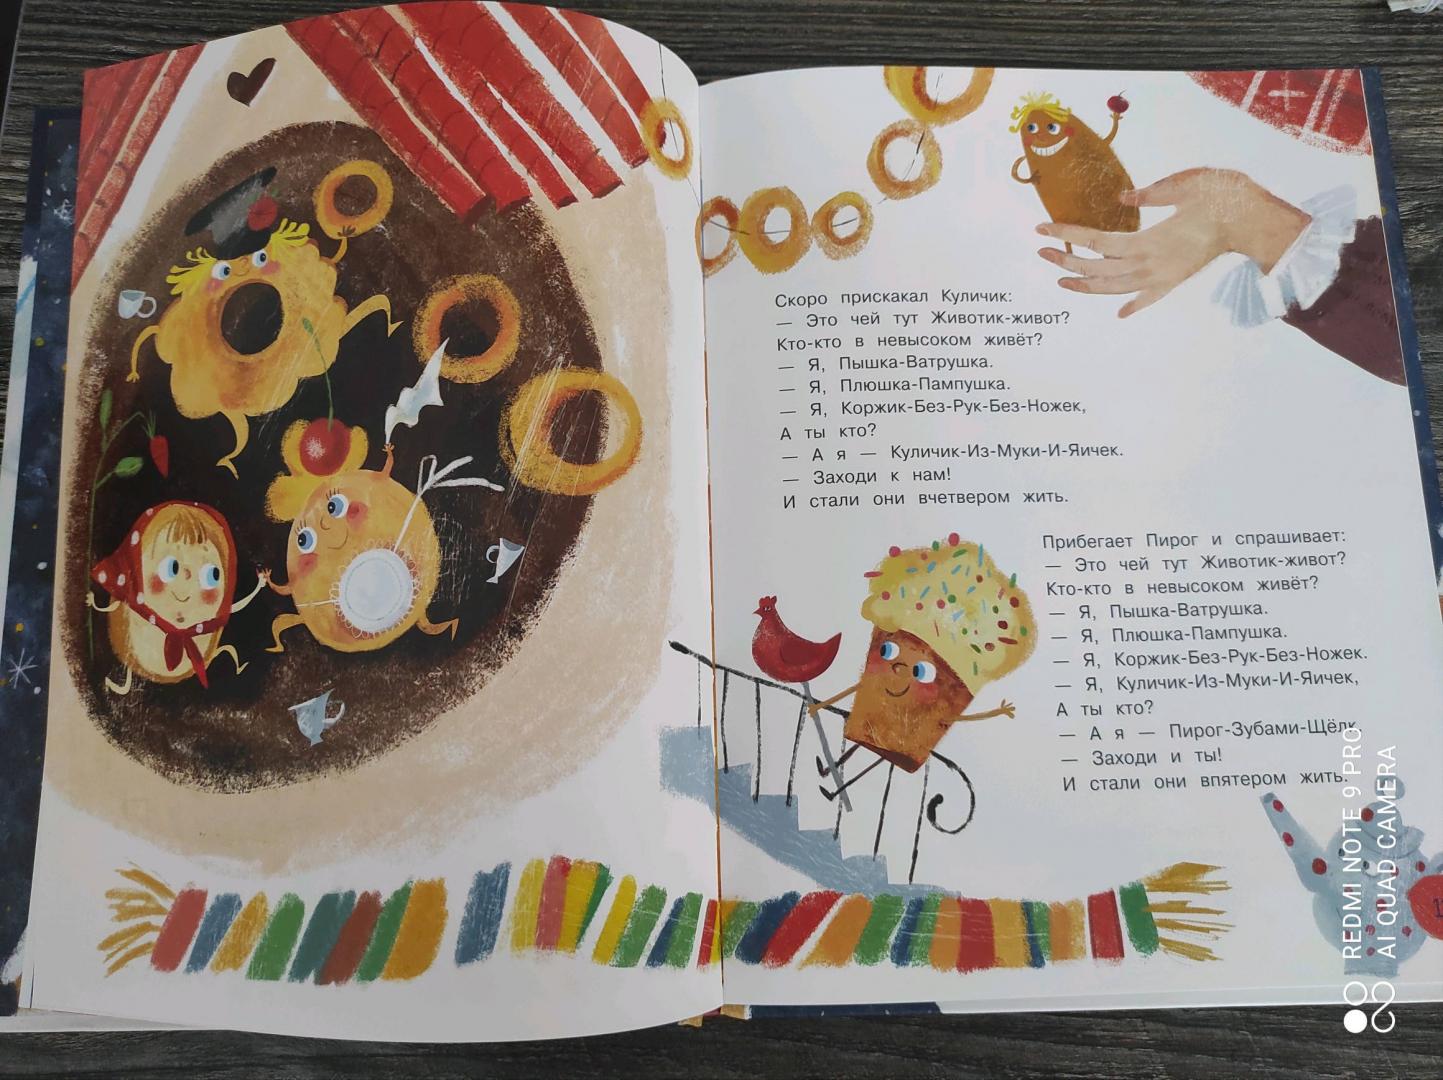 Скоро прискакал Куличик:
— Это чей тут Животик-живот?
Кто-кто в невысоком живёт?
— Я, Пышка-Ватрушка.
— Я, Плюшка-Пампушка.
— Я, Коржик-Без-Рук-Без-Ножек,
А ты кто?
— А я — Куличик-Из-Муки-И-Яичек.
— Заходи к нам!
И стали они вчетвером жить.
Прибегает Пирог и спрашивает:
— Это чей тут Животик-живот?
Кто-кто в невысоком живёт?
— Я, Пышка-Ватрушка.
— Я, Плюшка-Пампушка.
— Я, Коржик-Без-Рук-Без-Ножек.
— Я, Куличик-Из-Муки-И-Яичек,
А ты кто?
— А я — Пирог-Зубами-Щёлк.
— Заходи и ты!
И стали они впятером жить.
REDMI NOTE 9 PRO
AI QUAD CAMERA